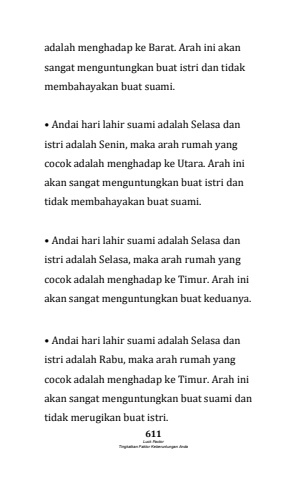 adalah menghadap ke Barat. Arah ini akan
sangat menguntungkan buat istri dan tidak
membahayakan buat suami.
• Andai hari lahir suami adalah Selasa dan
istri adalah Senin, maka arah rumah yang
cocok adalah menghadap ke Utara. Arah ini
akan sangat menguntungkan buat istri dan
tidak membahayakan buat suami.
• Andai hari lahir suami adalah Selasa dan
istri adalah Selasa, maka arah rumah yang
cocok adalah menghadap ke Timur. Arah ini
akan sangat menguntungkan buat keduanya.
• Andai hari lahir suami adalah Selasa dan
istri adalah Rabu, maka arah rumah yang
cocok adalah menghadap ke Timur. Arah ini
akan sangat menguntungkan buat suami dan
tidak merugikan buat istri.
611
Luck Factor
Tingkatkan Faktor Keberuntungan Anda